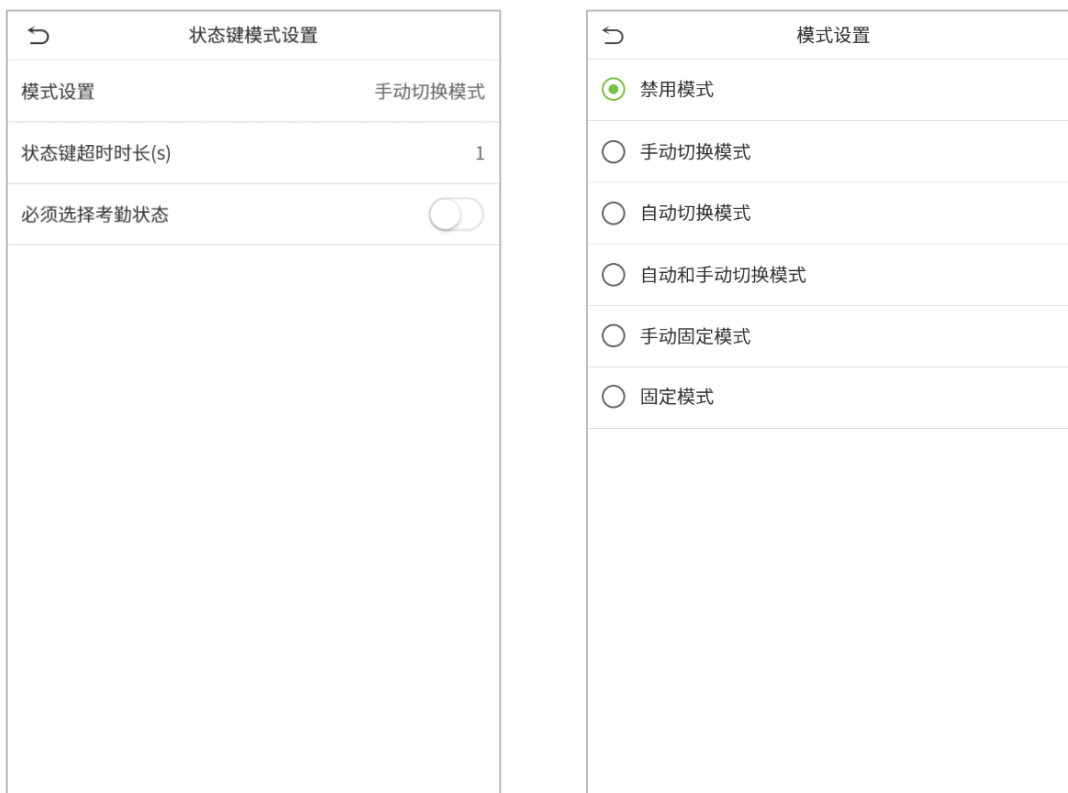 状态键模式设置
模式设置 手动切换模式
状态键超时时长(s) 1
必须选择考勤状态
模式设置
禁用模式
手动切换模式
自动切换模式
自动和手动切换模式
手动固定模式
固定模式